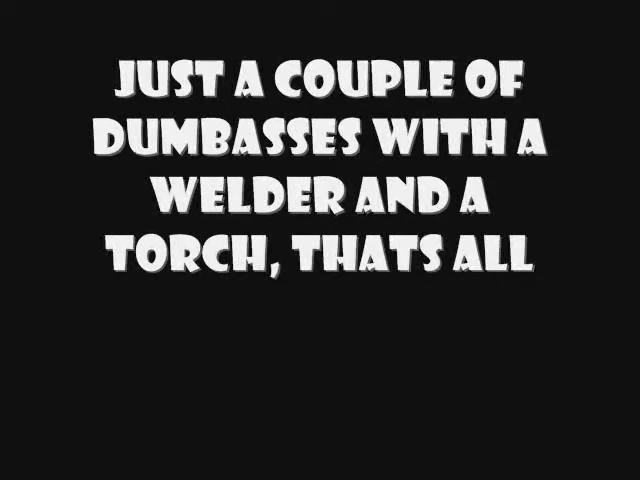 JUST A COUPLE OF
DUMBASSES WITH A
WELDER AND A
TORCH, THATS ALL